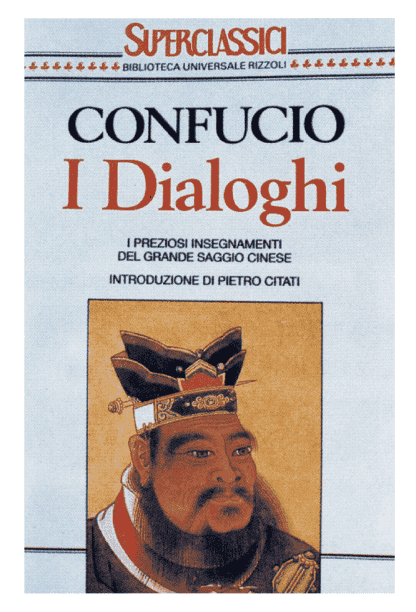 SUPERCLASSICI
BIBLIOTECA UNIVERSALE RIZZOLI
CONFUCIO
I Dialoghi
I PREZIOSI INSEGNAMENTI
DEL GRANDE SAGGIO CINESE
INTRODUZIONE DI PIETRO CITATI